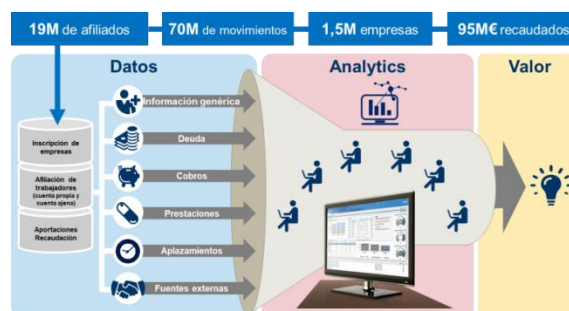 19M de afiliados
70M de movimientos
1,5M empresas
95M€ recaudados
Datos
Analytics
Valor
Información genérica
Deuda
Cobros
Prestaciones
Aplazamientos
Fuentes externas
Inscripción de
empresas
Afiliación de
trabajadores
(cuenta propia y
cuenta ajena)
Aportaciones
Recaudación